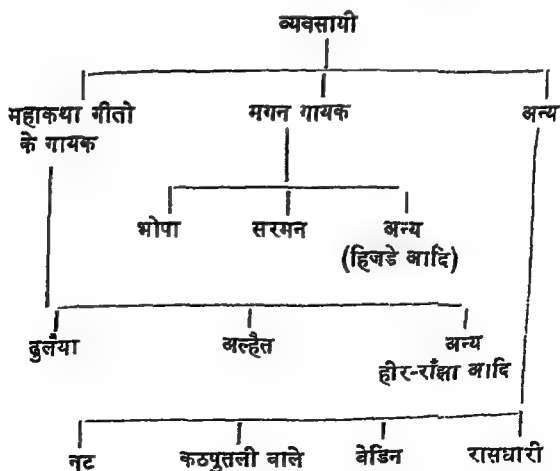 व्यवसायी
महाकथा गीतो मगन गायक अन्य
के गायक
भोपा सरमन अन्य
(हिजडे आदि)
ढुलैया अल्हैत अन्य
हीर-राँझा आदि
नट कठपुतली वाले वेडिन रासधारी